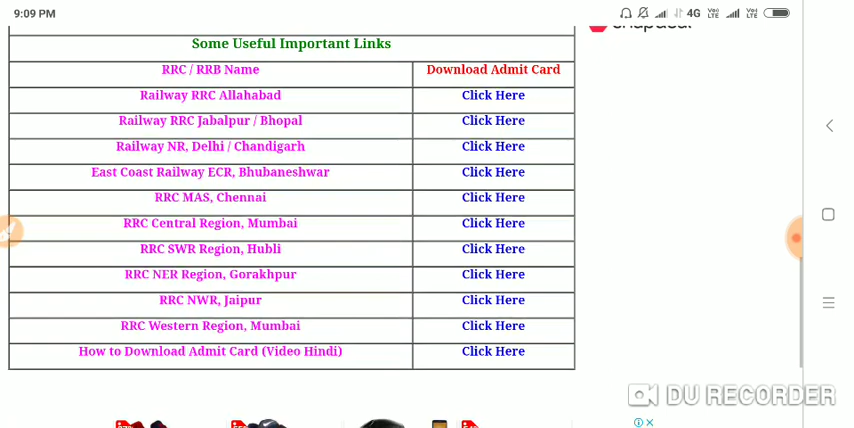 9:09 PM
4G
Some Useful Important Links
RRC / RRB Name Download Admit Card
Railway RRC Allahabad Click Here
Railway RRC Jabalpur / Bhopal Click Here
Railway NR, Delhi / Chandigarh Click Here
East Coast Railway ECR, Bhubaneshwar Click Here
RRC MAS, Chennai Click Here
RRC Central Region, Mumbai Click Here
RRC SWR Region, Hubli Click Here
RRC NER Region, Gorakhpur Click Here
RRC NWR, Jaipur Click Here
RRC Western Region, Mumbai Click Here
How to Download Admit Card (Video Hindi) Click Here
DU RECORDER